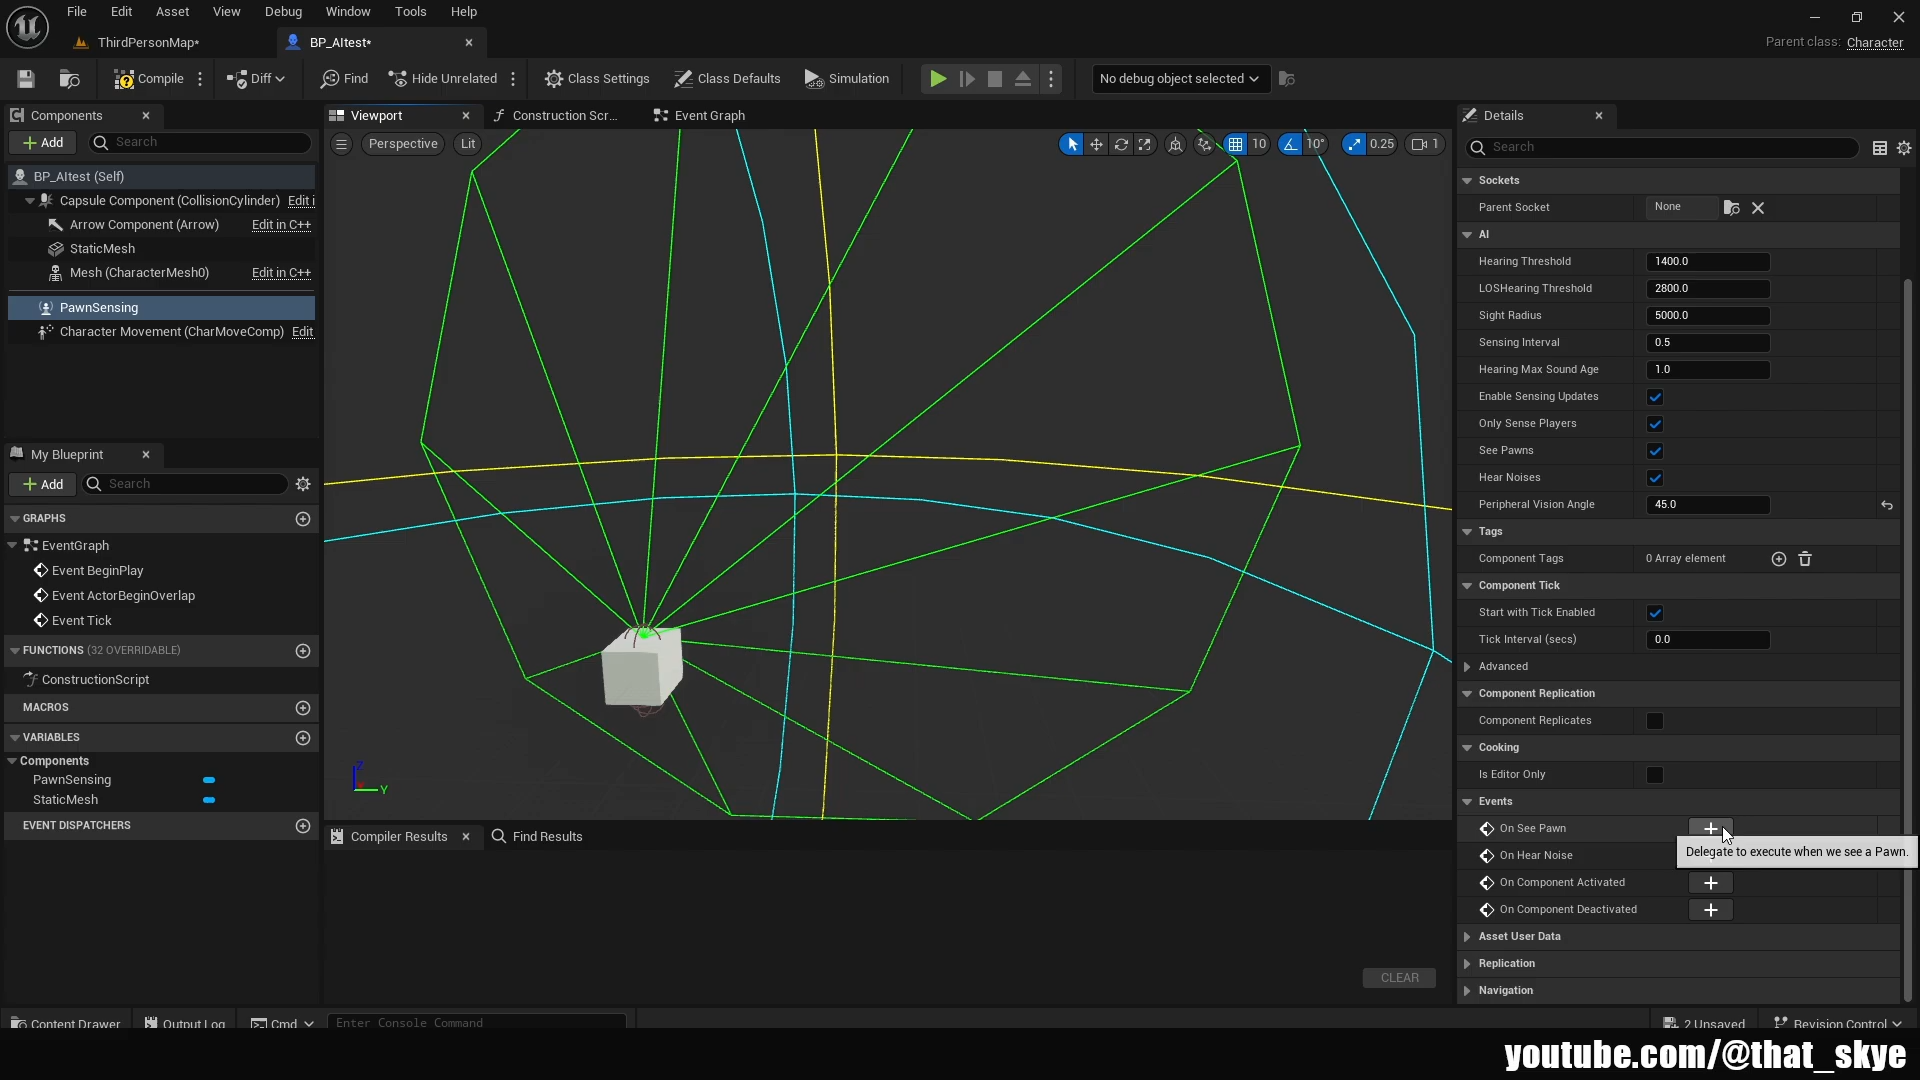 File Edit Asset View Debug Window Tools Help
ThirdPersonMap*
BP_AItest*
Parent class: Character
Compile
Diff
Find
Hide Unrelated
Class Settings
Class Defaults
Simulation
No debug object selected
Components
Add
Search
BP_AItest (Self)
Capsule Component (CollisionCylinder) Edit i
Arrow Component (Arrow) Edit in C++
StaticMesh
Mesh (CharacterMesh0) Edit in C++
PawnSensing
Character Movement (CharMoveComp) Edit
My Blueprint
Add
Search
GRAPHS
EventGraph
Event BeginPlay
Event ActorBeginOverlap
Event Tick
FUNCTIONS (32 OVERRIDABLE)
ConstructionScript
MACROS
VARIABLES
Components
PawnSensing
StaticMesh
EVENT DISPATCHERS
Viewport
Construction Scr...
Event Graph
Perspective
Lit
10
10°
0.25
1
Z
Y
Compiler Results
Find Results
CLEAR
Details
Search
Sockets
Parent Socket None
AI
Hearing Threshold 1400.0
LOSHearing Threshold 2800.0
Sight Radius 5000.0
Sensing Interval 0.5
Hearing Max Sound Age 1.0
Enable Sensing Updates
Only Sense Players
See Pawns
Hear Noises
Peripheral Vision Angle 45.0
Tags
Component Tags 0 Array element
Component Tick
Start with Tick Enabled
Tick Interval (secs) 0.0
Advanced
Component Replication
Component Replicates
Cooking
Is Editor Only
Events
On See Pawn
Delegate to execute when we see a Pawn.
On Hear Noise
On Component Activated
On Component Deactivated
Asset User Data
Replication
Navigation
Content Drawer
Output Log
Cmd
Enter Console Command
2 Unsaved
Revision Control
youtube.com/@that_skye